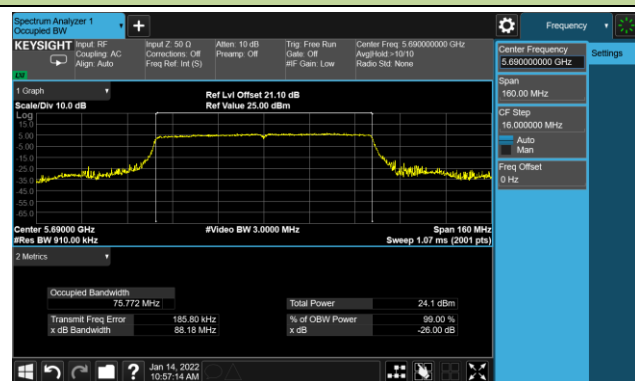 Spectrum Analyzer 1
Occupied BW
Frequency
KEYSIGHT
Input: RF
Coupling: AC
Align: Auto
Input Z: 50 Ω
Corrections: Off
Freq Ref: Int (S)
Atten: 10 dB
Preamp: Off
Trig: Free Run
Gate: Off
#IF Gain: Low
Center Freq: 5.690000000 GHz
Avg|Hold:>10/10
Radio Std: None
Center Frequency
5.690000000 GHz
Settings
Span
160.00 MHz
CF Step
16.000000 MHz
Auto
Man
Freq Offset
0 Hz
1 Graph
Scale/Div 10.0 dB
Ref Lvl Offset 21.10 dB
Ref Value 25.00 dBm
Log
15.0
5.00
-5.00
-15.0
-25.0
-35.0
-45.0
-55.0
-65.0
Center 5.69000 GHz
#Res BW 910.00 kHz
#Video BW 3.0000 MHz
Span 160 MHz
Sweep 1.07 ms (2001 pts)
2 Metrics
Occupied Bandwidth
75.772 MHz
Transmit Freq Error 185.80 kHz
x dB Bandwidth 88.18 MHz
Total Power 24.1 dBm
% of OBW Power 99.00 %
x dB -26.00 dB
?
Jan 14, 2022
10:57:14 AM